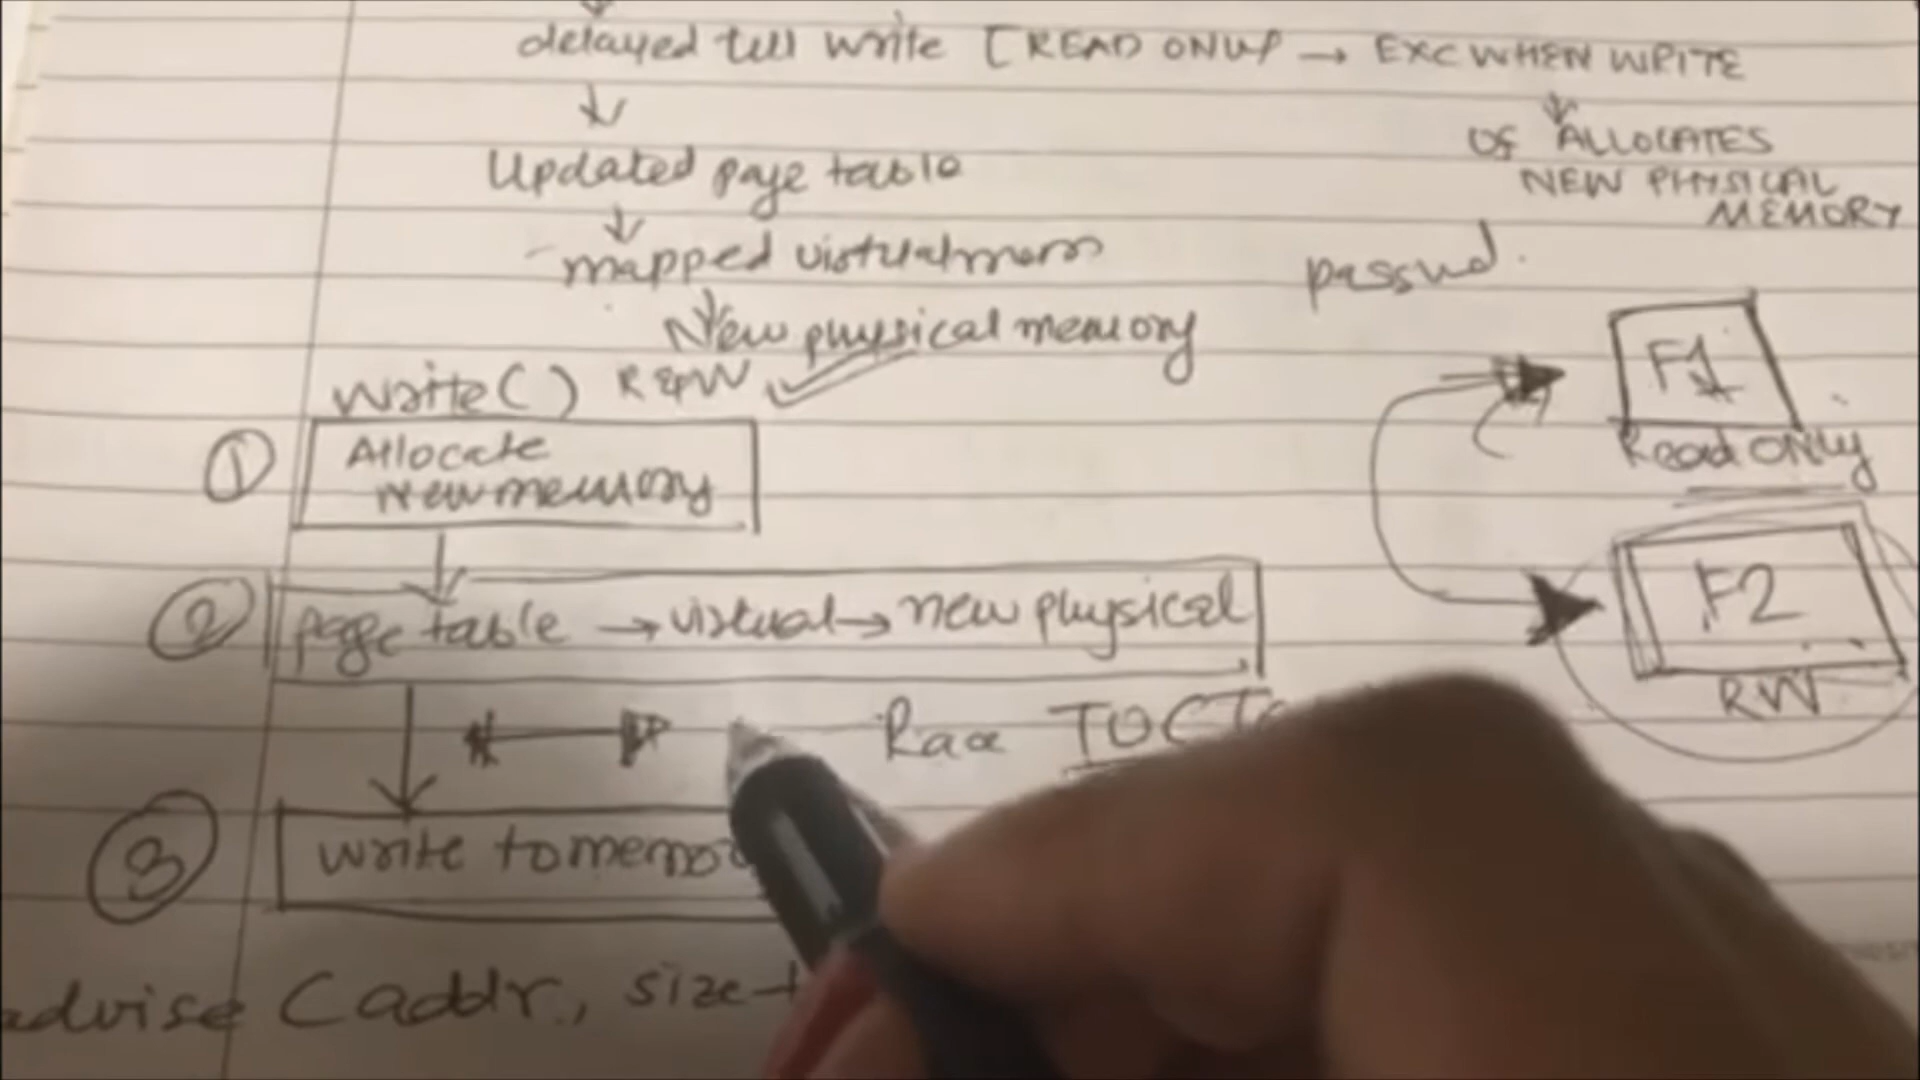 delayed till write [READ ONLY → EXC WHEN WRITE
↓
OS ALLOCATES
NEW PHYSICAL
MEMORY
Updated page table
↓
mapped virtual mem
↓
New physical memory
passwd
Write( ) R&W
F1
Read only
① Allocate
New memory
② page table → virtual → new physical
F2
RW
Race TOCTO
③ write to memo
advise (addr, size-t